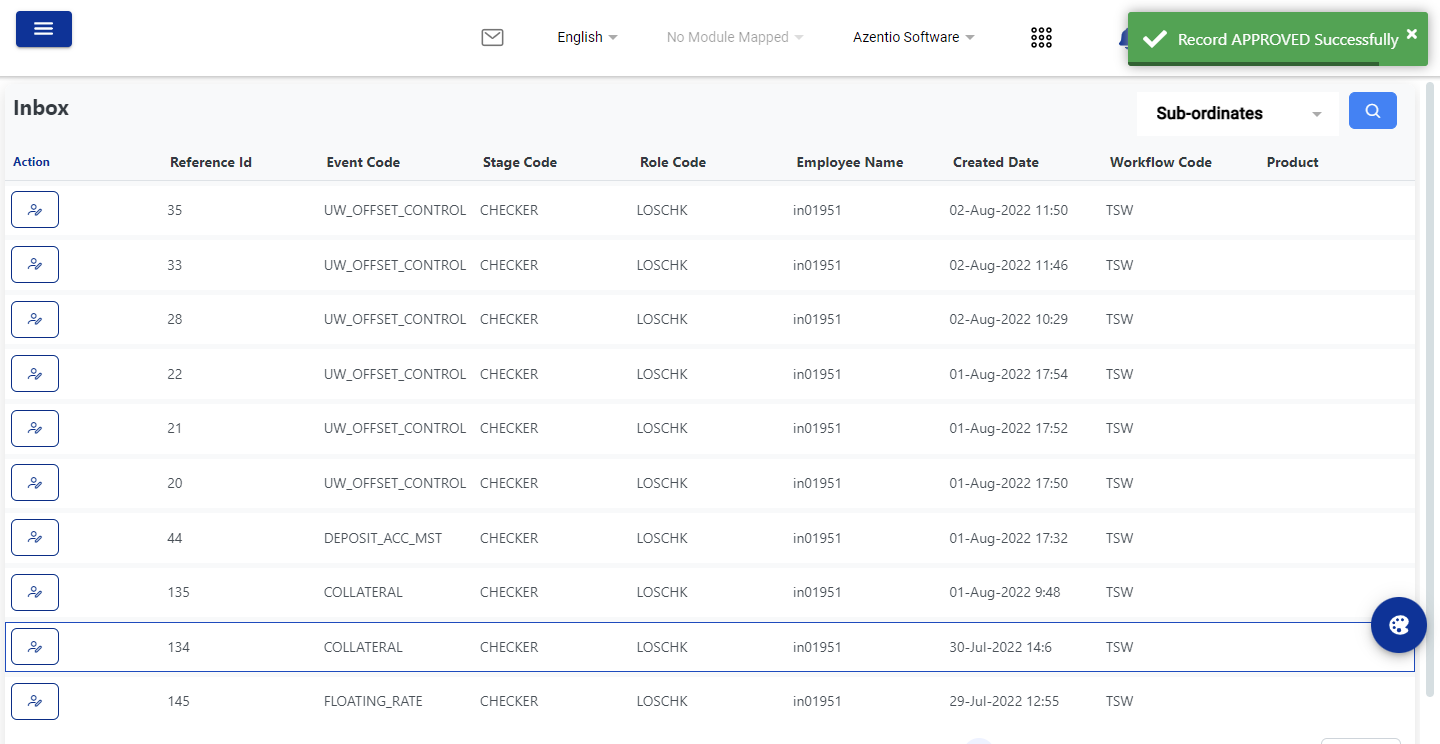 English No Module Mapped Azentio Software Record APPROVED Successfully ×
Inbox Sub-ordinates
Action Reference Id Event Code Stage Code Role Code Employee Name Created Date Workflow Code Product
35 UW_OFFSET_CONTROL CHECKER LOSCHK in01951 02-Aug-2022 11:50 TSW
33 UW_OFFSET_CONTROL CHECKER LOSCHK in01951 02-Aug-2022 11:46 TSW
28 UW_OFFSET_CONTROL CHECKER LOSCHK in01951 02-Aug-2022 10:29 TSW
22 UW_OFFSET_CONTROL CHECKER LOSCHK in01951 01-Aug-2022 17:54 TSW
21 UW_OFFSET_CONTROL CHECKER LOSCHK in01951 01-Aug-2022 17:52 TSW
20 UW_OFFSET_CONTROL CHECKER LOSCHK in01951 01-Aug-2022 17:50 TSW
44 DEPOSIT_ACC_MST CHECKER LOSCHK in01951 01-Aug-2022 17:32 TSW
135 COLLATERAL CHECKER LOSCHK in01951 01-Aug-2022 9:48 TSW
134 COLLATERAL CHECKER LOSCHK in01951 30-Jul-2022 14:6 TSW
145 FLOATING_RATE CHECKER LOSCHK in01951 29-Jul-2022 12:55 TSW